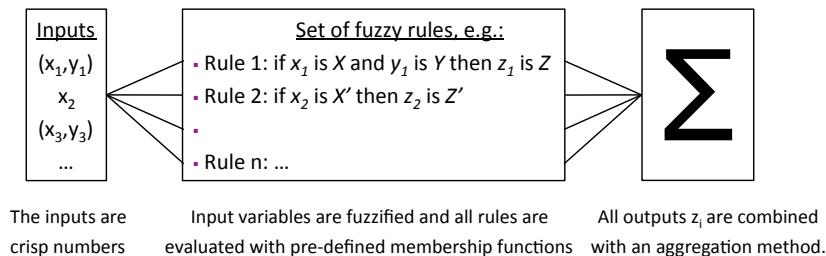 Inputs
(x₁,y₁)
x₂
(x₃,y₃)
...
Set of fuzzy rules, e.g.:
▪ Rule 1: if x₁ is X and y₁ is Y then z₁ is Z
▪ Rule 2: if x₂ is X' then z₂ is Z'
▪
▪ Rule n: ...
Σ
The inputs are
crisp numbers
Input variables are fuzzified and all rules are
evaluated with pre-defined membership functions
All outputs zᵢ are combined
with an aggregation method.